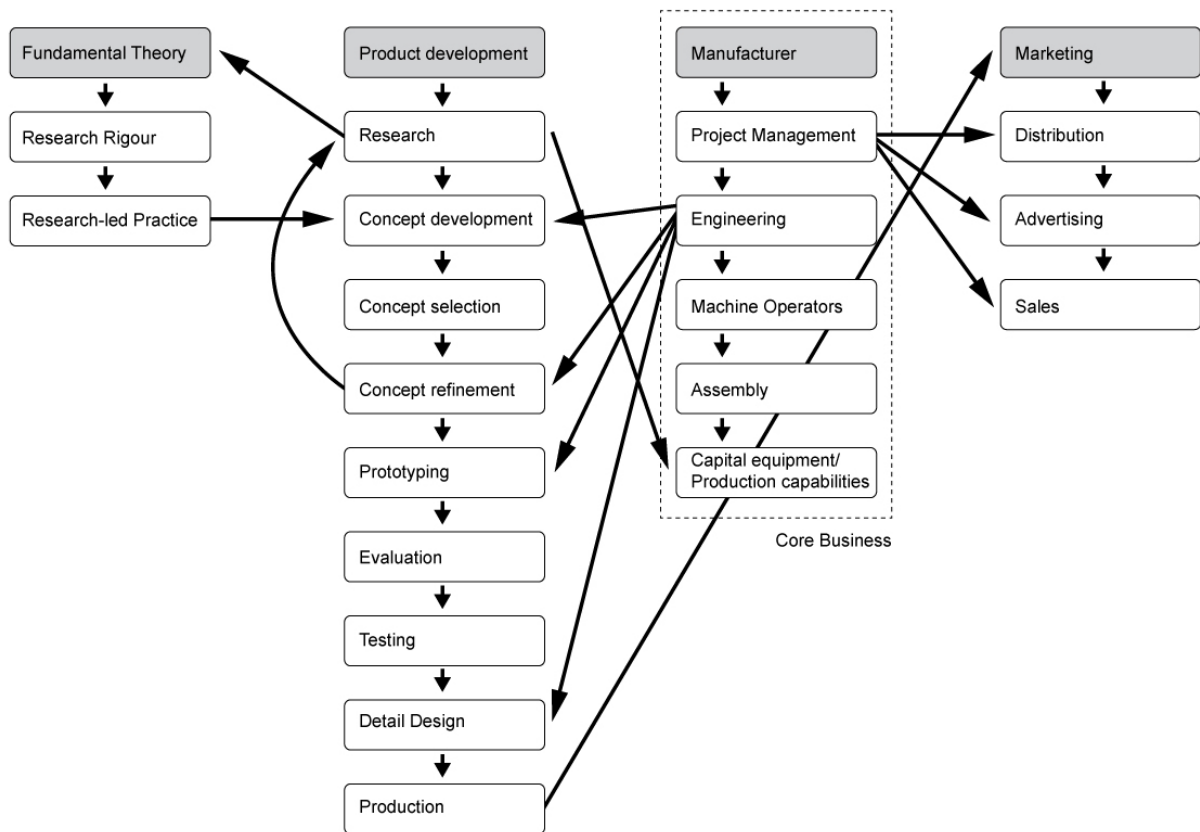 Fundamental Theory
Research Rigour
Research-led Practice
Product development
Research
Concept development
Concept selection
Concept refinement
Prototyping
Evaluation
Testing
Detail Design
Production
Manufacturer
Project Management
Engineering
Machine Operators
Assembly
Capital equipment/
Production capabilities
Core Business
Marketing
Distribution
Advertising
Sales